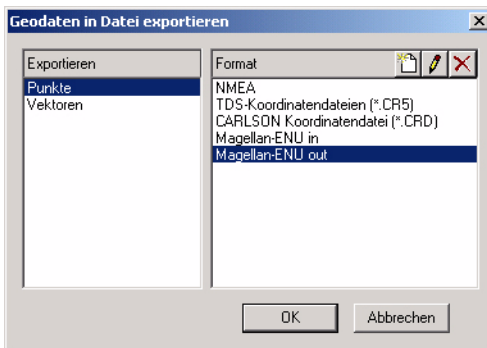 Geodaten in Datei exportieren
Exportieren
Punkte
Vektoren
Format
NMEA
TDS-Koordinatendateien (*.CR5)
CARLSON Koordinatendatei (*.CRD)
Magellan-ENU in
Magellan-ENU out
OK
Abbrechen